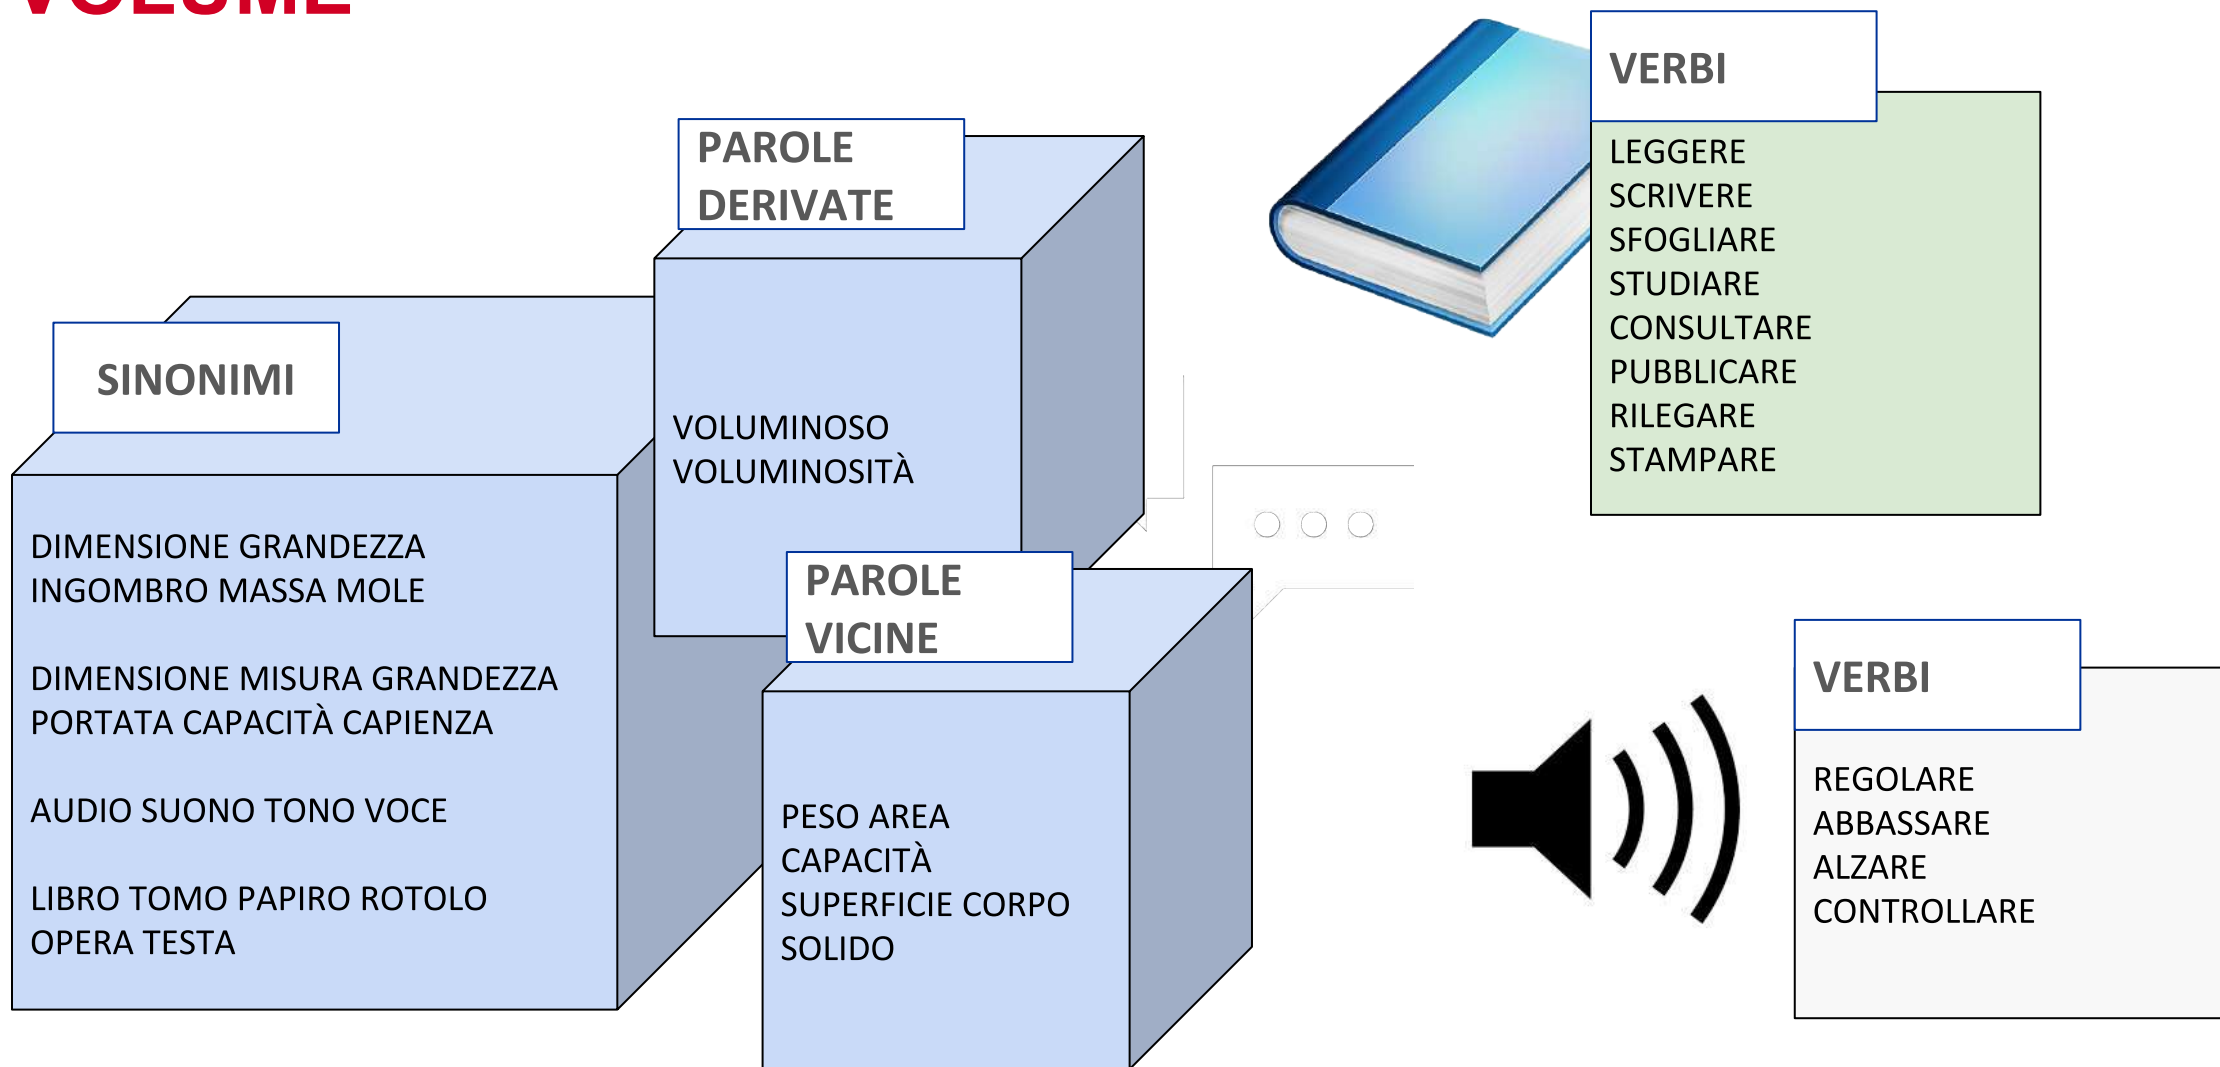 VOLUME
SINONIMI
DIMENSIONE GRANDEZZA
INGOMBRO MASSA MOLE
DIMENSIONE MISURA GRANDEZZA
PORTATA CAPACITÀ CAPIENZA
AUDIO SUONO TONO VOCE
LIBRO TOMO PAPIRO ROTOLO
OPERA TESTA
PAROLE
DERIVATE
VOLUMINOSO
VOLUMINOSITÀ
PAROLE
VICINE
PESO AREA
CAPACITÀ
SUPERFICIE CORPO
SOLIDO
VERBI
LEGGERE
SCRIVERE
SFOGLIARE
STUDIARE
CONSULTARE
PUBBLICARE
RILEGARE
STAMPARE
VERBI
REGOLARE
ABBASSARE
ALZARE
CONTROLLARE